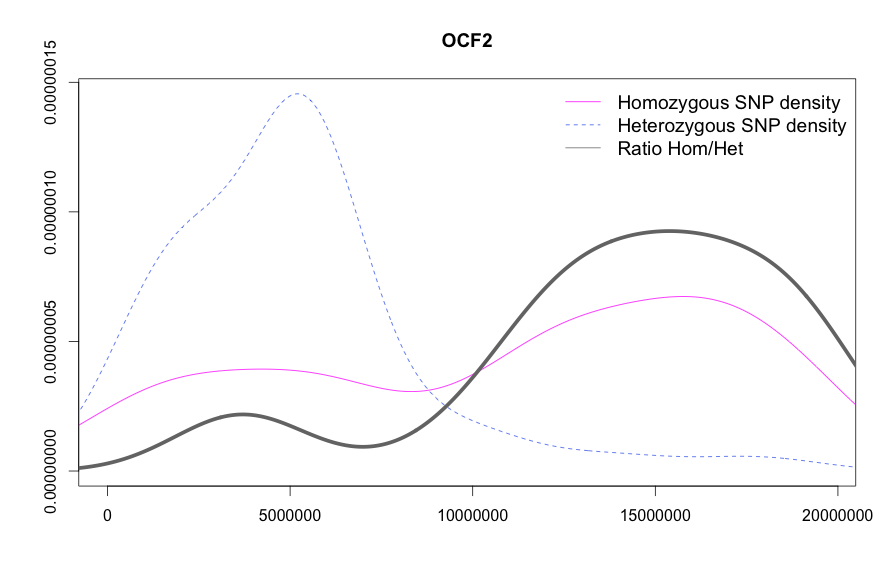 OCF2
Homozygous SNP density
Heterozygous SNP density
Ratio Hom/Het
0.00000015
0.00000010
0.00000005
0.00000000
0 5000000 10000000 15000000 20000000